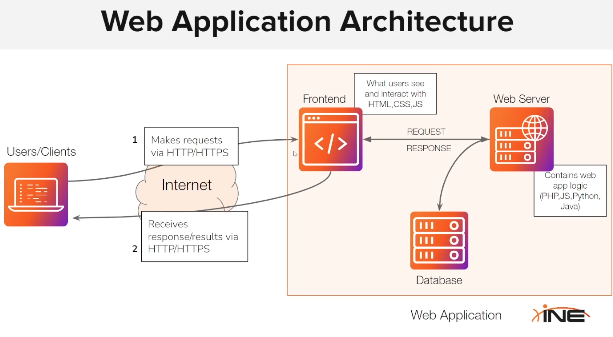 Web Application Architecture
What users see
and interact with
HTML,CSS,JS
Frontend
Web Server
Users/Clients
1
Makes requests
via HTTP/HTTPS
REQUEST
RESPONSE
Internet
Contains web
app logic
(PHP,JS,Python,
Java)
Receives
response/results via
HTTP/HTTPS
2
Database
Web Application
INE